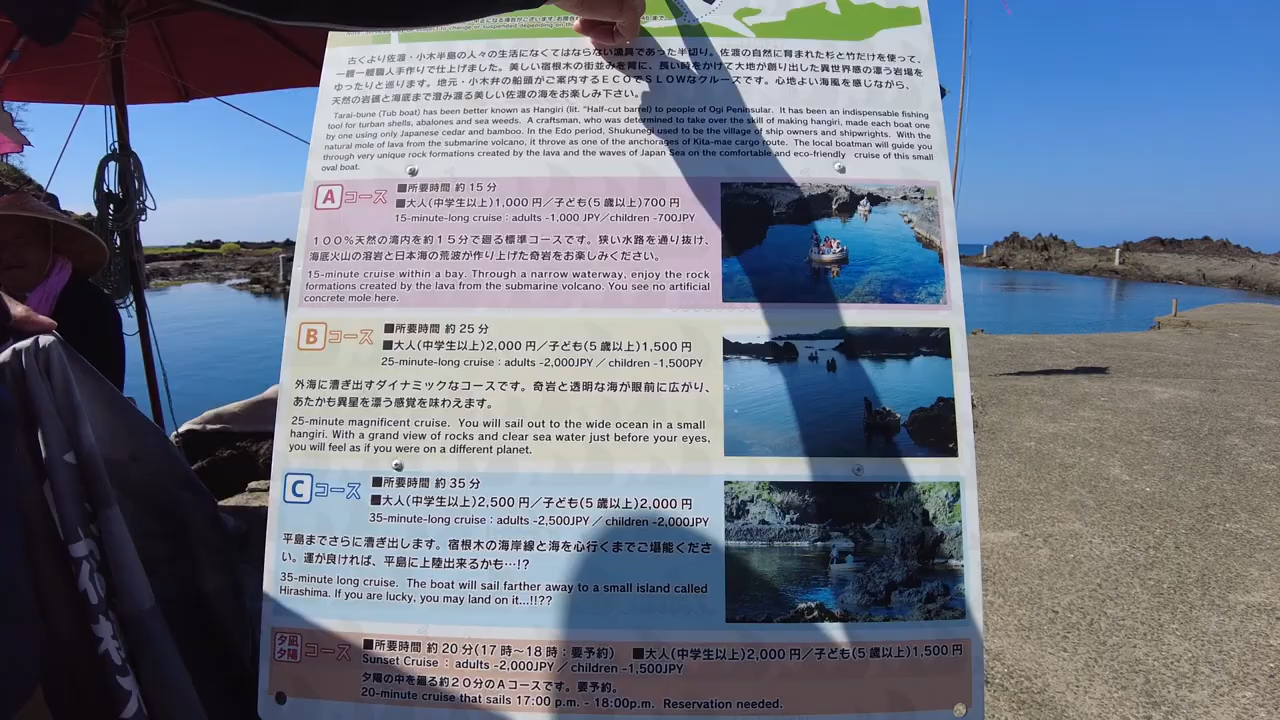 古くより佐渡・小木半島の人々の生活になくてはならない漁具であった半切り。佐渡の自然に育まれた杉と竹だけを使って、
一艘一艘職人手作りで仕上げました。美しい宿根木の街並みを背に、長い時をかけて大地が創り出した異世界感の漂う岩場を
ゆったりと巡ります。地元・小木弁の船頭がご案内するECOでSLOWなクルーズです。心地よい海風を感じながら、
天然の岩礁と海底まで澄み渡る美しい佐渡の海をお楽しみ下さい。
Tarai-bune (Tub boat) has been better known as Hangiri (lit. "Half-cut barrel) to people of Ogi Peninsular. It has been an indispensable fishing
tool for turban shells, abalones and sea weeds. A craftsman, who was determined to take over the skill of making hangiri, made each boat one
by one using only Japanese cedar and bamboo. In the Edo period, Shukunegi used to be the village of ship owners and shipwrights. With the
natural mole of lava from the submarine volcano, it throve as one of the anchorages of Kita-mae cargo route. The local boatman will guide you
through very unique rock formations created by the lava and the waves of Japan Sea on the comfortable and eco-friendly cruise of this small
oval boat.
Aコース
■所要時間 約15分
■大人(中学生以上)1,000円/子ども(5歳以上)700円
15-minute-long cruise : adults -1,000 JPY/children -700JPY
100%天然の湾内を約15分で廻る標準コースです。狭い水路を通り抜け、
海底火山の溶岩と日本海の荒波が作り上げた奇岩をお楽しみください。
15-minute cruise within a bay. Through a narrow waterway, enjoy the rock
formations created by the lava from the submarine volcano. You see no artificial
concrete mole here.
Bコース
■所要時間 約25分
■大人(中学生以上)2,000円/子ども(5歳以上)1,500円
25-minute-long cruise : adults -2,000JPY / children -1,500PY
外海に漕ぎ出すダイナミックなコースです。奇岩と透明な海が眼前に広がり、
あたかも異星を漂う感覚を味わえます。
25-minute magnificent cruise. You will sail out to the wide ocean in a small
hangiri. With a grand view of rocks and clear sea water just before your eyes,
you will feel as if you were on a different planet.
Cコース
■所要時間 約35分
■大人(中学生以上)2,500円/子ども(5歳以上)2,000円
35-minute-long cruise : adults -2,500JPY / children -2,000JPY
平島までさらに漕ぎ出します。宿根木の海岸線と海を心行くまでご堪能くださ
い。運が良ければ、平島に上陸出来るかも…!?
35-minute long cruise. The boat will sail farther away to a small island called
Hirashima. If you are lucky, you may land on it...!!??
夕凪
夕陽コース
■所要時間 約20分(17時〜18時:要予約) ■大人(中学生以上)2,000円/子ども(5歳以上)1,500円
Sunset Cruise : adults -2,000JPY / children -1,500JPY
夕陽の中を廻る約20分のAコースです。要予約。
20-minute cruise that sails 17:00 p.m. - 18:00p.m. Reservation needed.